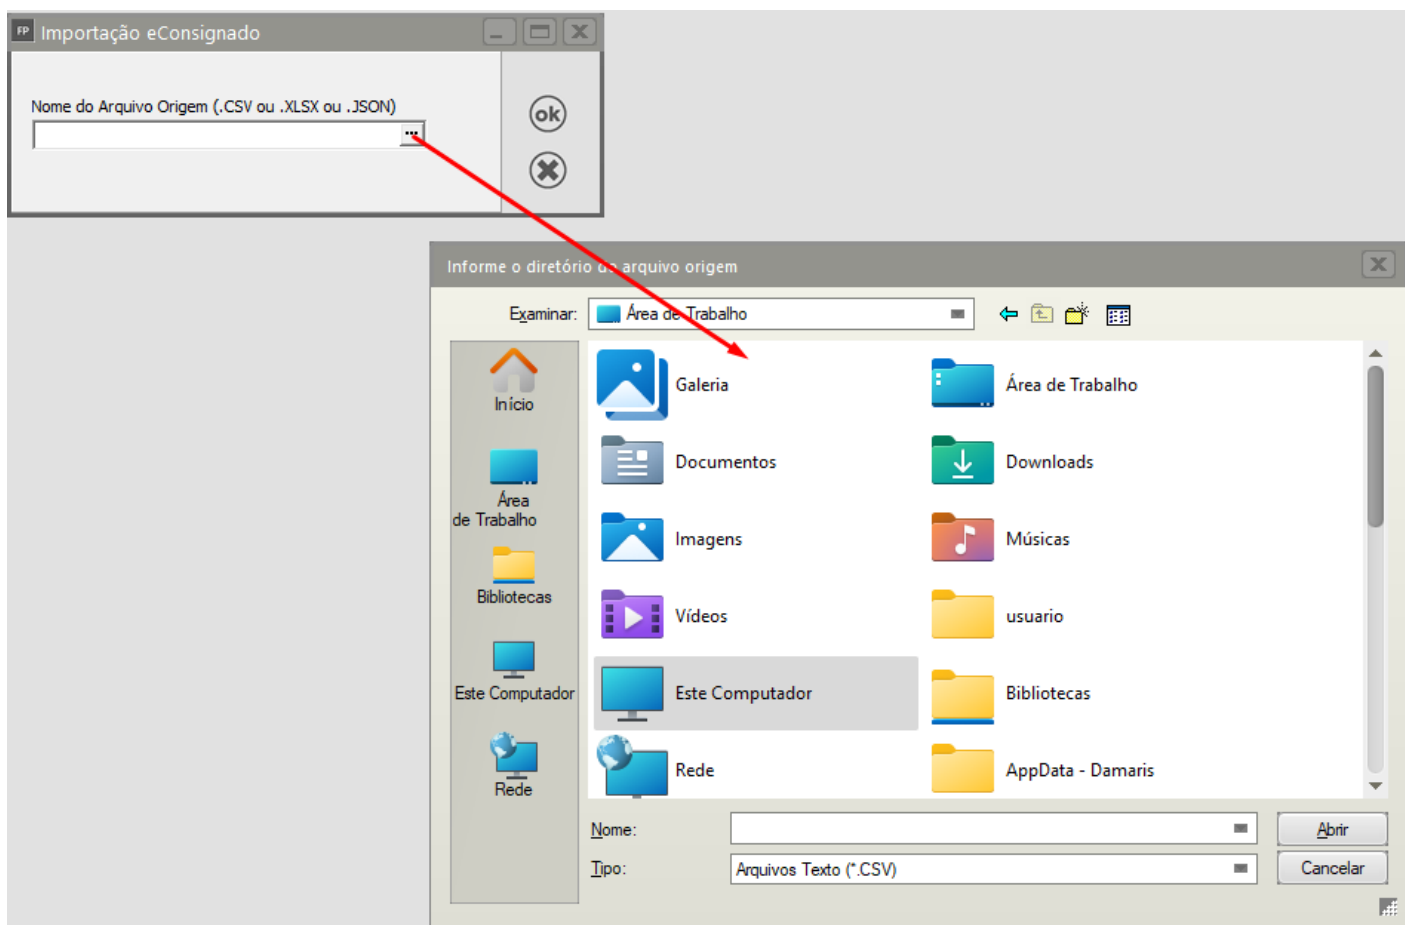 FP Importação eConsignado
Nome do Arquivo Origem (.CSV ou .XLSX ou .JSON)
...
ok
Informe o diretório do arquivo origem
Examinar:
Área de Trabalho
Início
Área
de Trabalho
Bibliotecas
Este Computador
Rede
Galeria
Área de Trabalho
Documentos
Downloads
Imagens
Músicas
Vídeos
usuario
Este Computador
Bibliotecas
Rede
AppData - Damaris
Nome:
Abrir
Tipo:
Arquivos Texto (*.CSV)
Cancelar